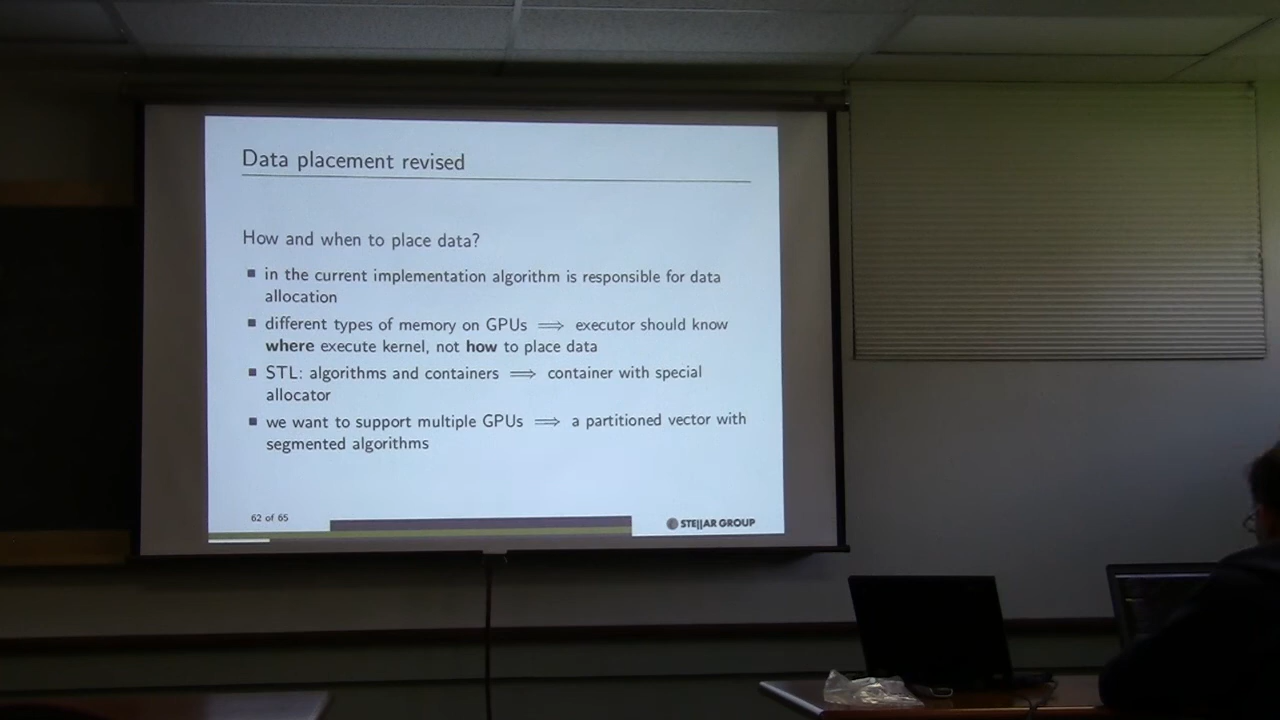 Data placement revised
How and when to place data?
in the current implementation algorithm is responsible for data
allocation
different types of memory on GPUs ⟹ executor should know
where execute kernel, not how to place data
STL: algorithms and containers ⟹ container with special
allocator
we want to support multiple GPUs ⟹ a partitioned vector with
segmented algorithms
62 of 65
STE||AR GROUP